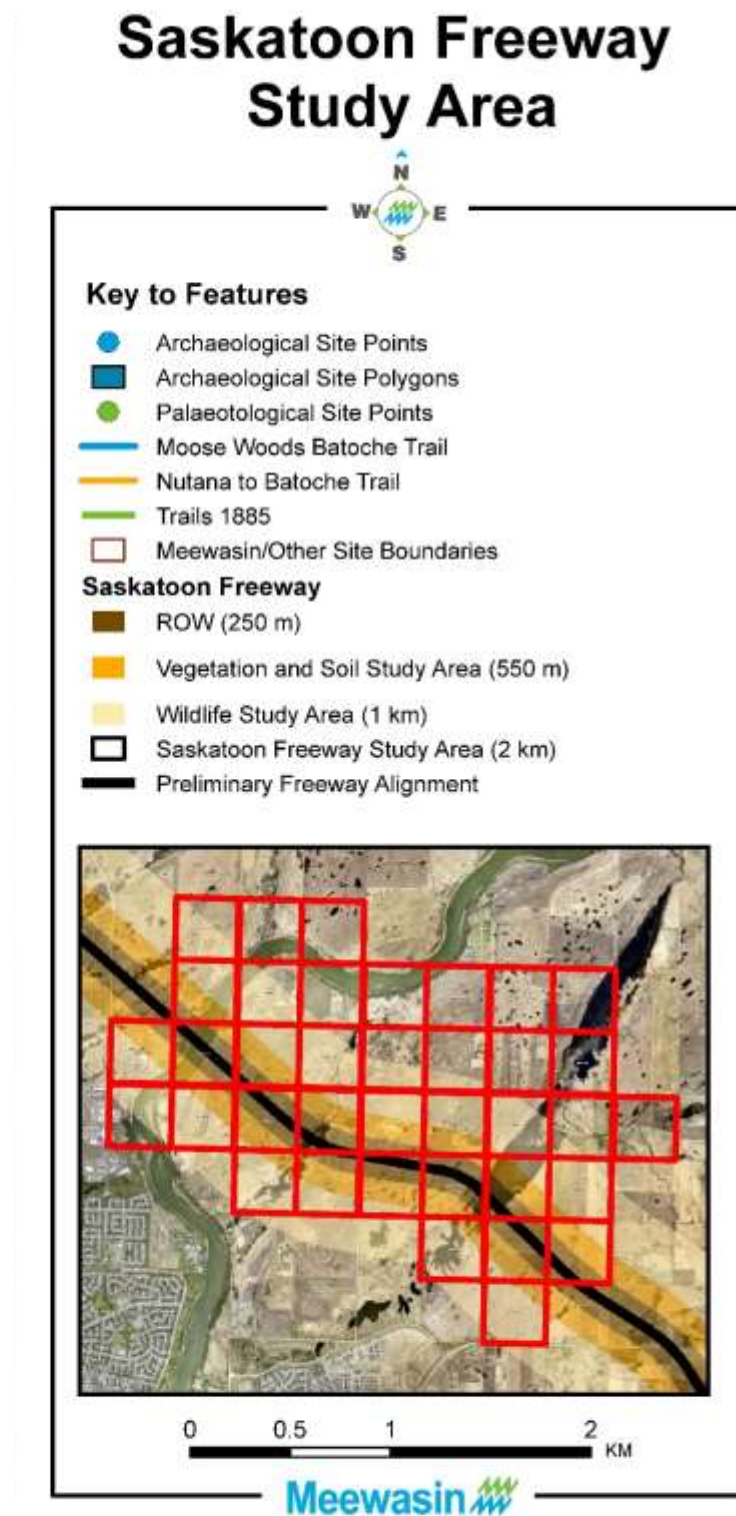 Saskatoon Freeway
Study Area
N
W E
S
Key to Features
Archaeological Site Points
Archaeological Site Polygons
Palaeotological Site Points
Moose Woods Batoche Trail
Nutana to Batoche Trail
Trails 1885
Meewasin/Other Site Boundaries
Saskatoon Freeway
ROW (250 m)
Vegetation and Soil Study Area (550 m)
Wildlife Study Area (1 km)
Saskatoon Freeway Study Area (2 km)
Preliminary Freeway Alignment
0 0.5 1 2
KM
Meewasin